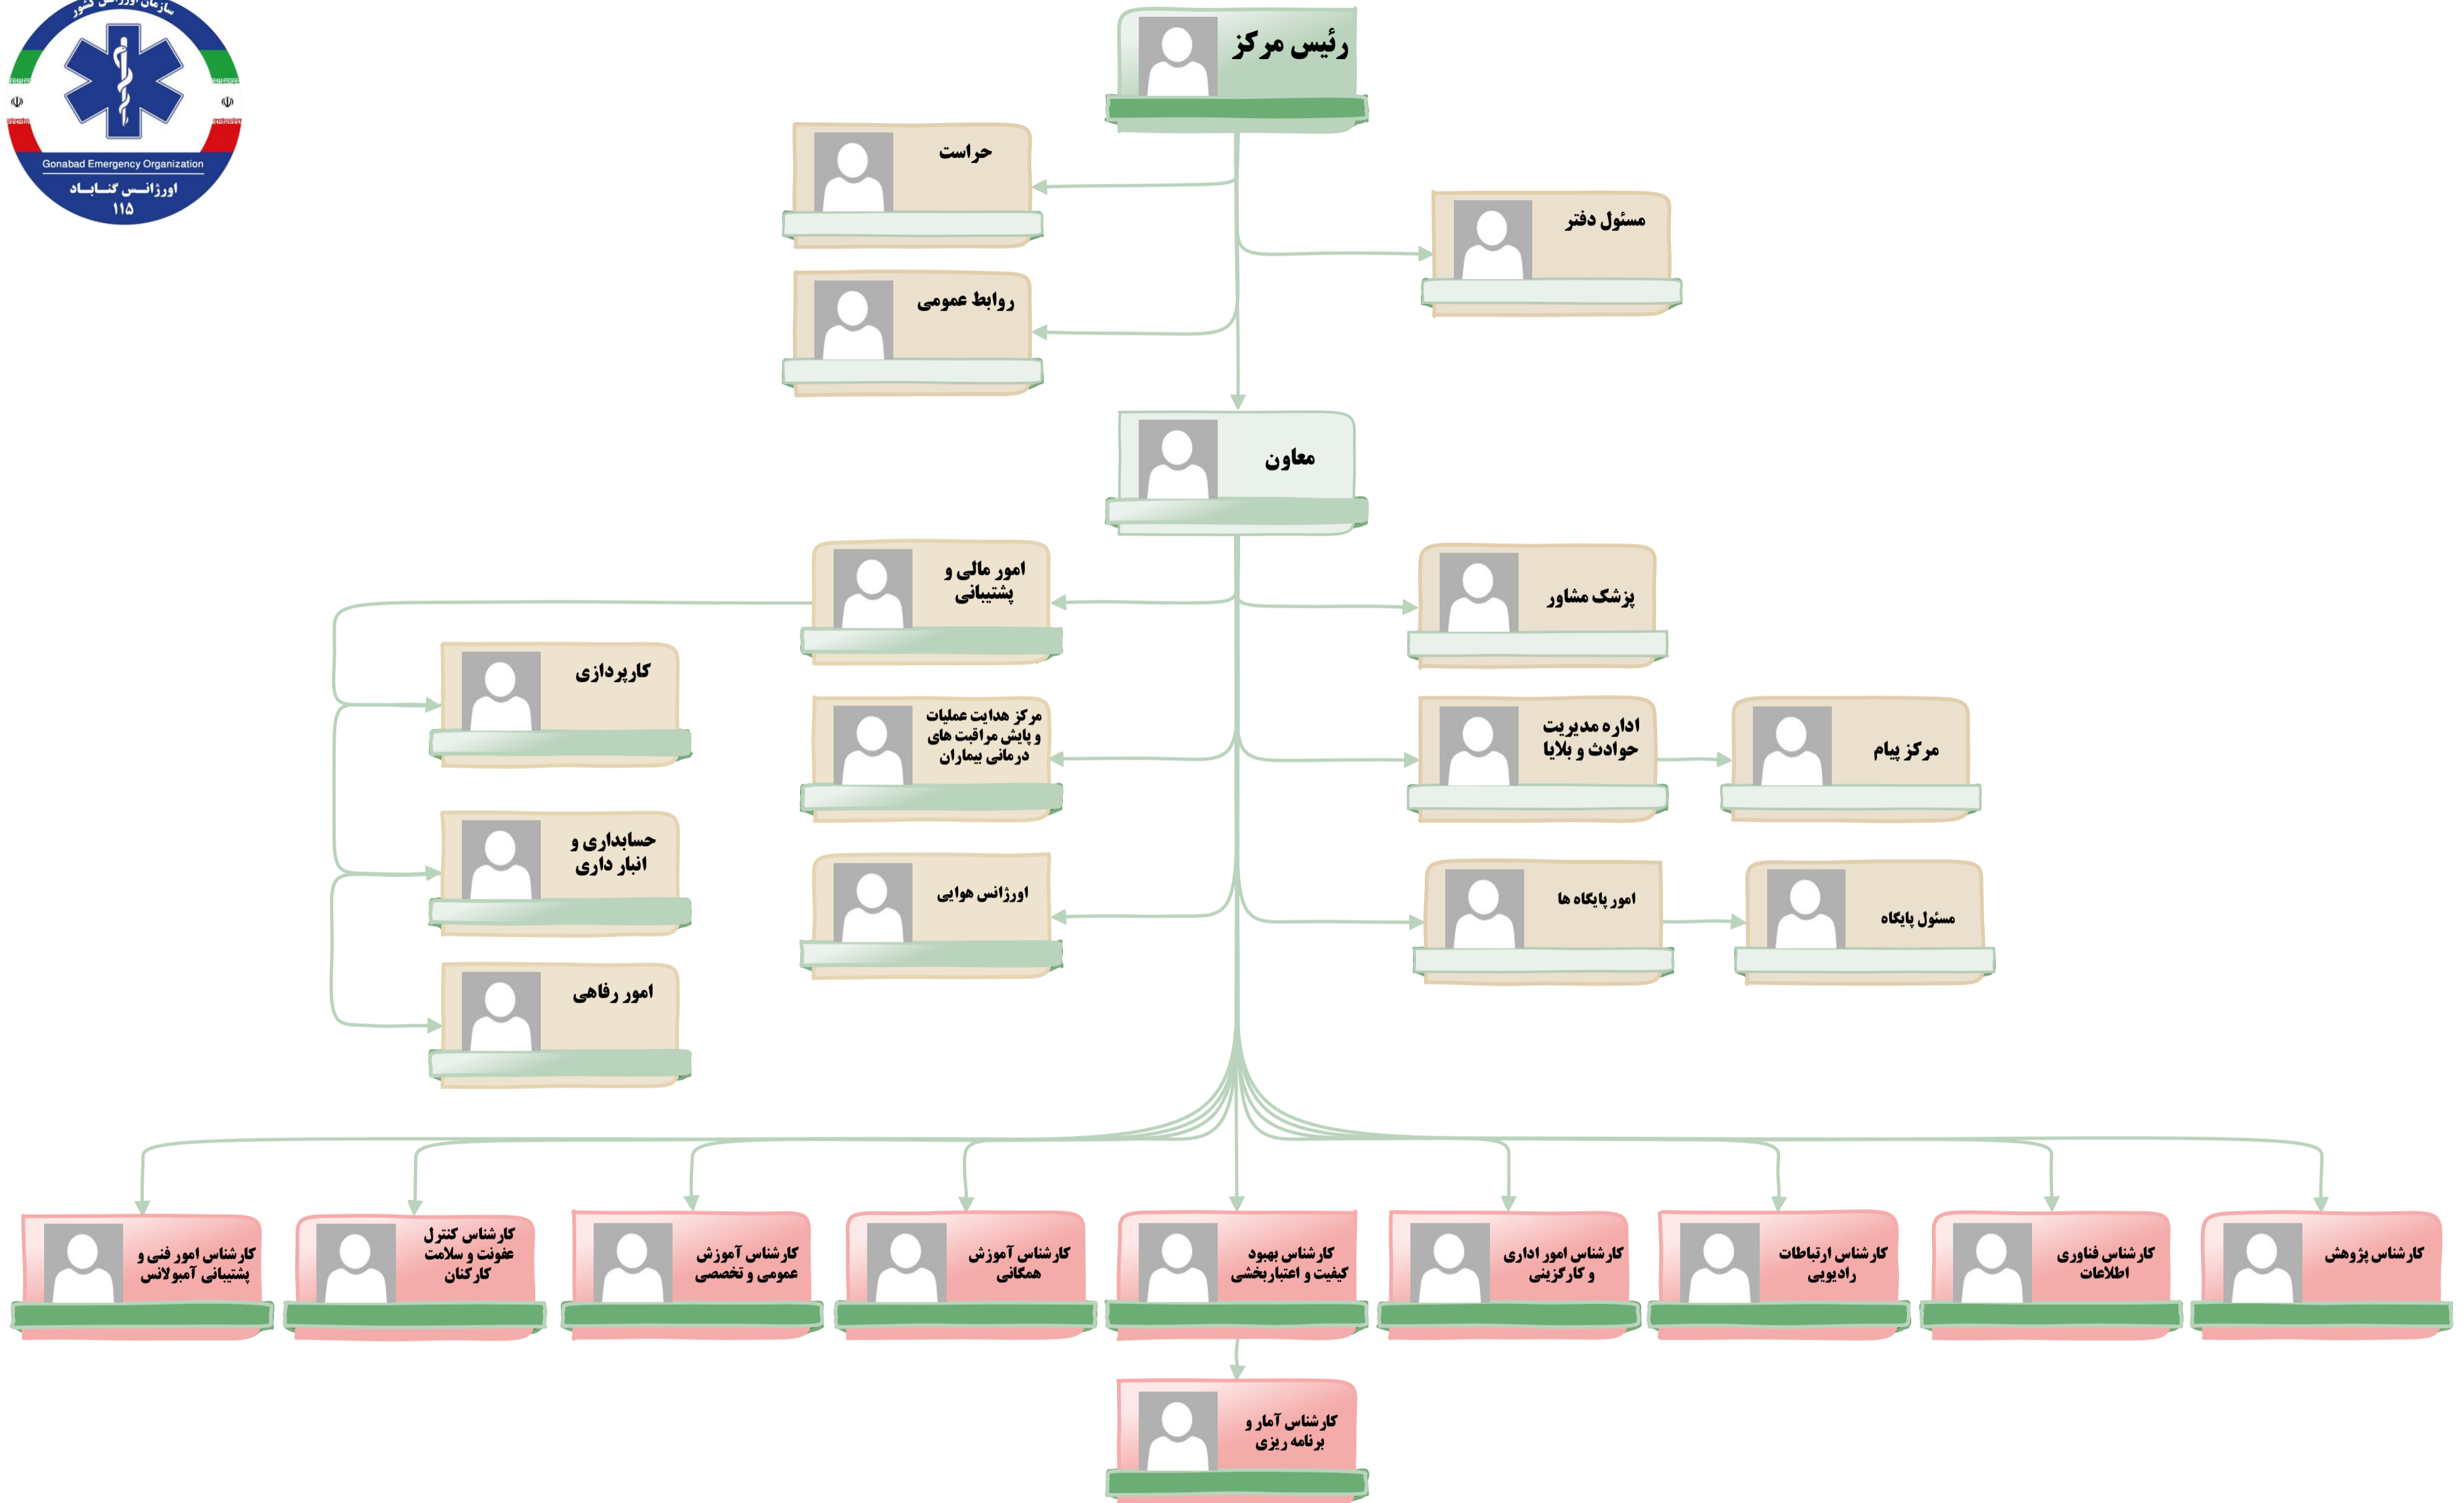 سازمان اورژانس کشور
Gonabad Emergency Organization
اورژانس گناباد
۱۱۵
رئیس مرکز
حراست
مسئول دفتر
روابط عمومی
معاون
امور مالی و
پشتیبانی
پزشک مشاور
کارپردازی
مرکز هدایت عملیات
و پایش مراقبت های
درمانی بیماران
اداره مدیریت
حوادث و بلایا
مرکز پیام
حسابداری و
انبار داری
اورژانس هوایی
امور پایگاه ها
مسئول پایگاه
امور رفاهی
کارشناس پژوهش
کارشناس فناوری
اطلاعات
کارشناس ارتباطات
رادیویی
کارشناس امور اداری
و کارگزینی
کارشناس بهبود
کیفیت و اعتباربخشی
کارشناس آموزش
همگانی
کارشناس آموزش
عمومی و تخصصی
کارشناس کنترل
عفونت و سلامت
کارکنان
کارشناس امور فنی و
پشتیبانی آمبولانس
کارشناس آمار و
برنامه ریزی